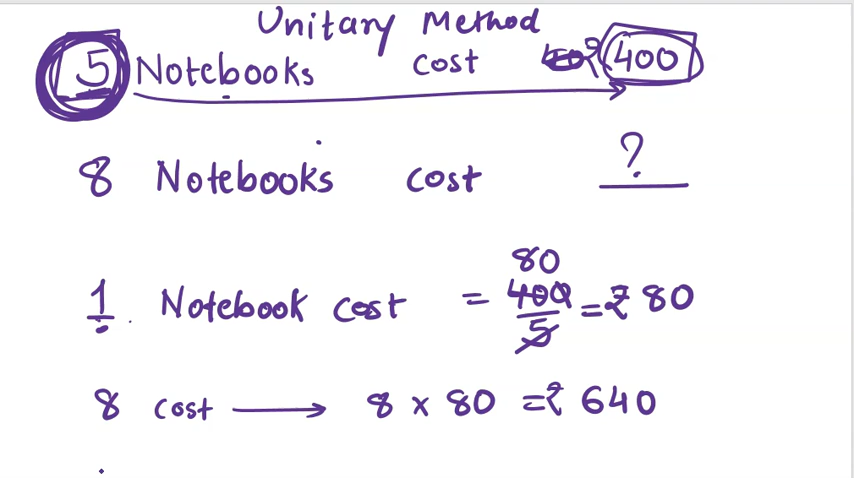 Unitary Method
5 Notebooks cost ₹ 400
8 Notebooks cost ?
80
1 Notebook cost = 400/5 = ₹ 80
8 cost → 8 × 80 = ₹ 640